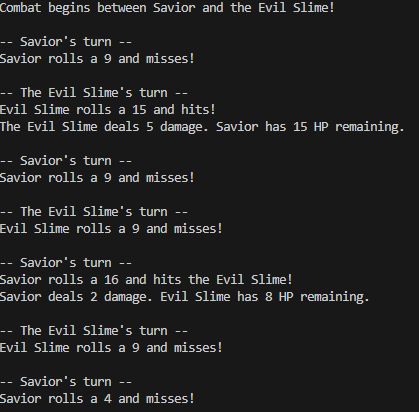 Combat begins between Savior and the Evil Slime!
-- Savior's turn --
Savior rolls a 9 and misses!
-- The Evil Slime's turn --
Evil Slime rolls a 15 and hits!
The Evil Slime deals 5 damage. Savior has 15 HP remaining.
-- Savior's turn --
Savior rolls a 9 and misses!
-- The Evil Slime's turn --
Evil Slime rolls a 9 and misses!
-- Savior's turn --
Savior rolls a 16 and hits the Evil Slime!
Savior deals 2 damage. Evil Slime has 8 HP remaining.
-- The Evil Slime's turn --
Evil Slime rolls a 9 and misses!
-- Savior's turn --
Savior rolls a 4 and misses!